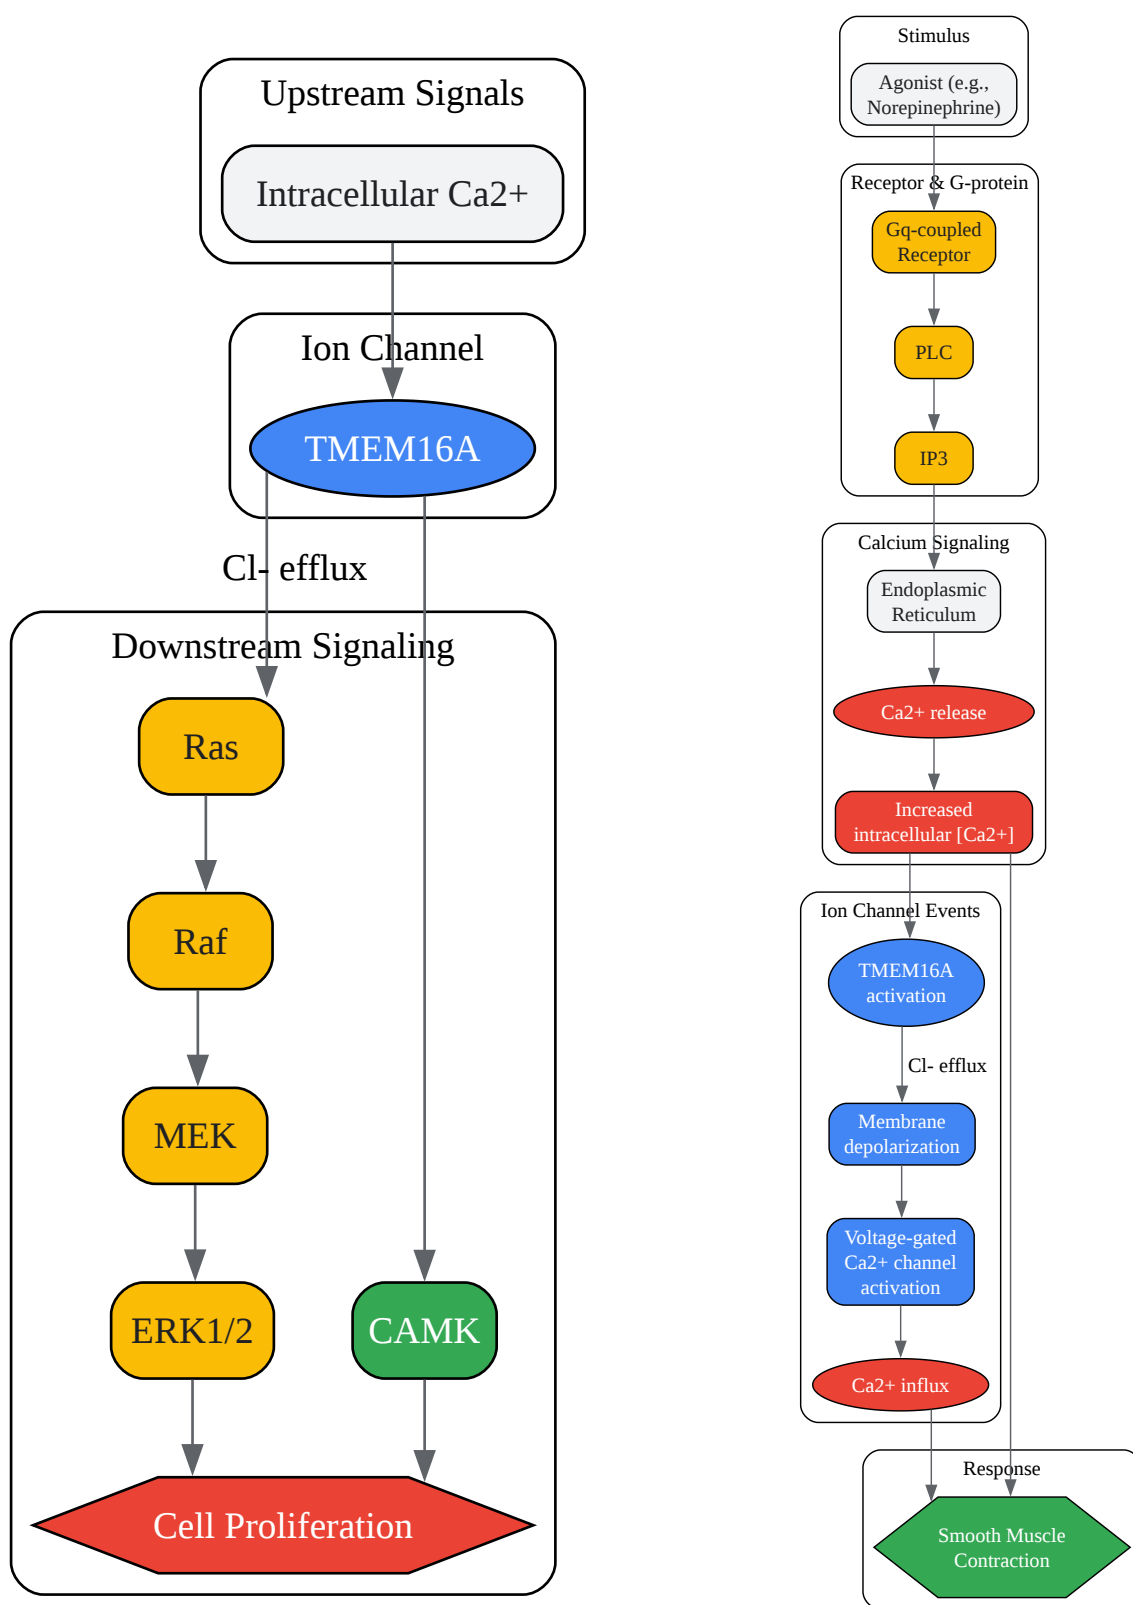 Upstream Signals
Intracellular Ca2+
Ion Channel
TMEM16A
Cl- efflux
Downstream Signaling
Ras
Raf
MEK
ERK1/2
CAMK
Cell Proliferation
Stimulus
Agonist (e.g.,
Norepinephrine)
Receptor & G-protein
Gq-coupled
Receptor
PLC
IP3
Calcium Signaling
Endoplasmic
Reticulum
Ca2+ release
Increased
intracellular [Ca2+]
Ion Channel Events
TMEM16A
activation
Cl- efflux
Membrane
depolarization
Voltage-gated
Ca2+ channel
activation
Ca2+ influx
Response
Smooth Muscle
Contraction